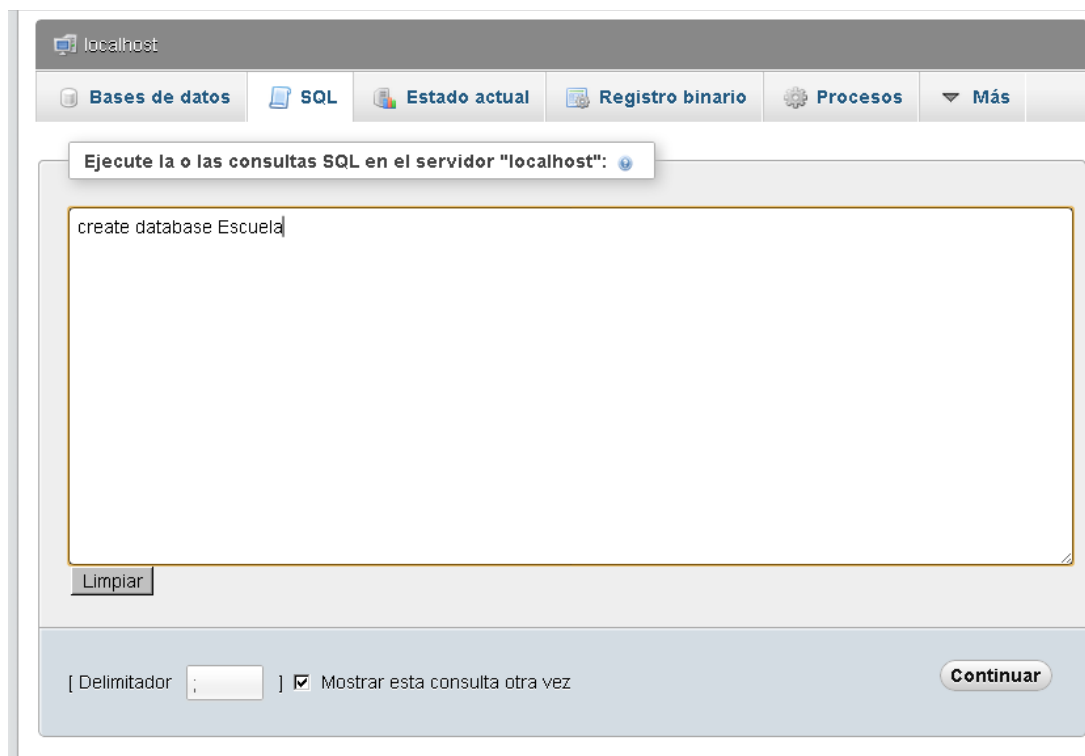 localhost
Bases de datos SQL Estado actual Registro binario Procesos Más
Ejecute la o las consultas SQL en el servidor "localhost":
create database Escuela
Limpiar
[ Delimitador ; ] Mostrar esta consulta otra vez Continuar